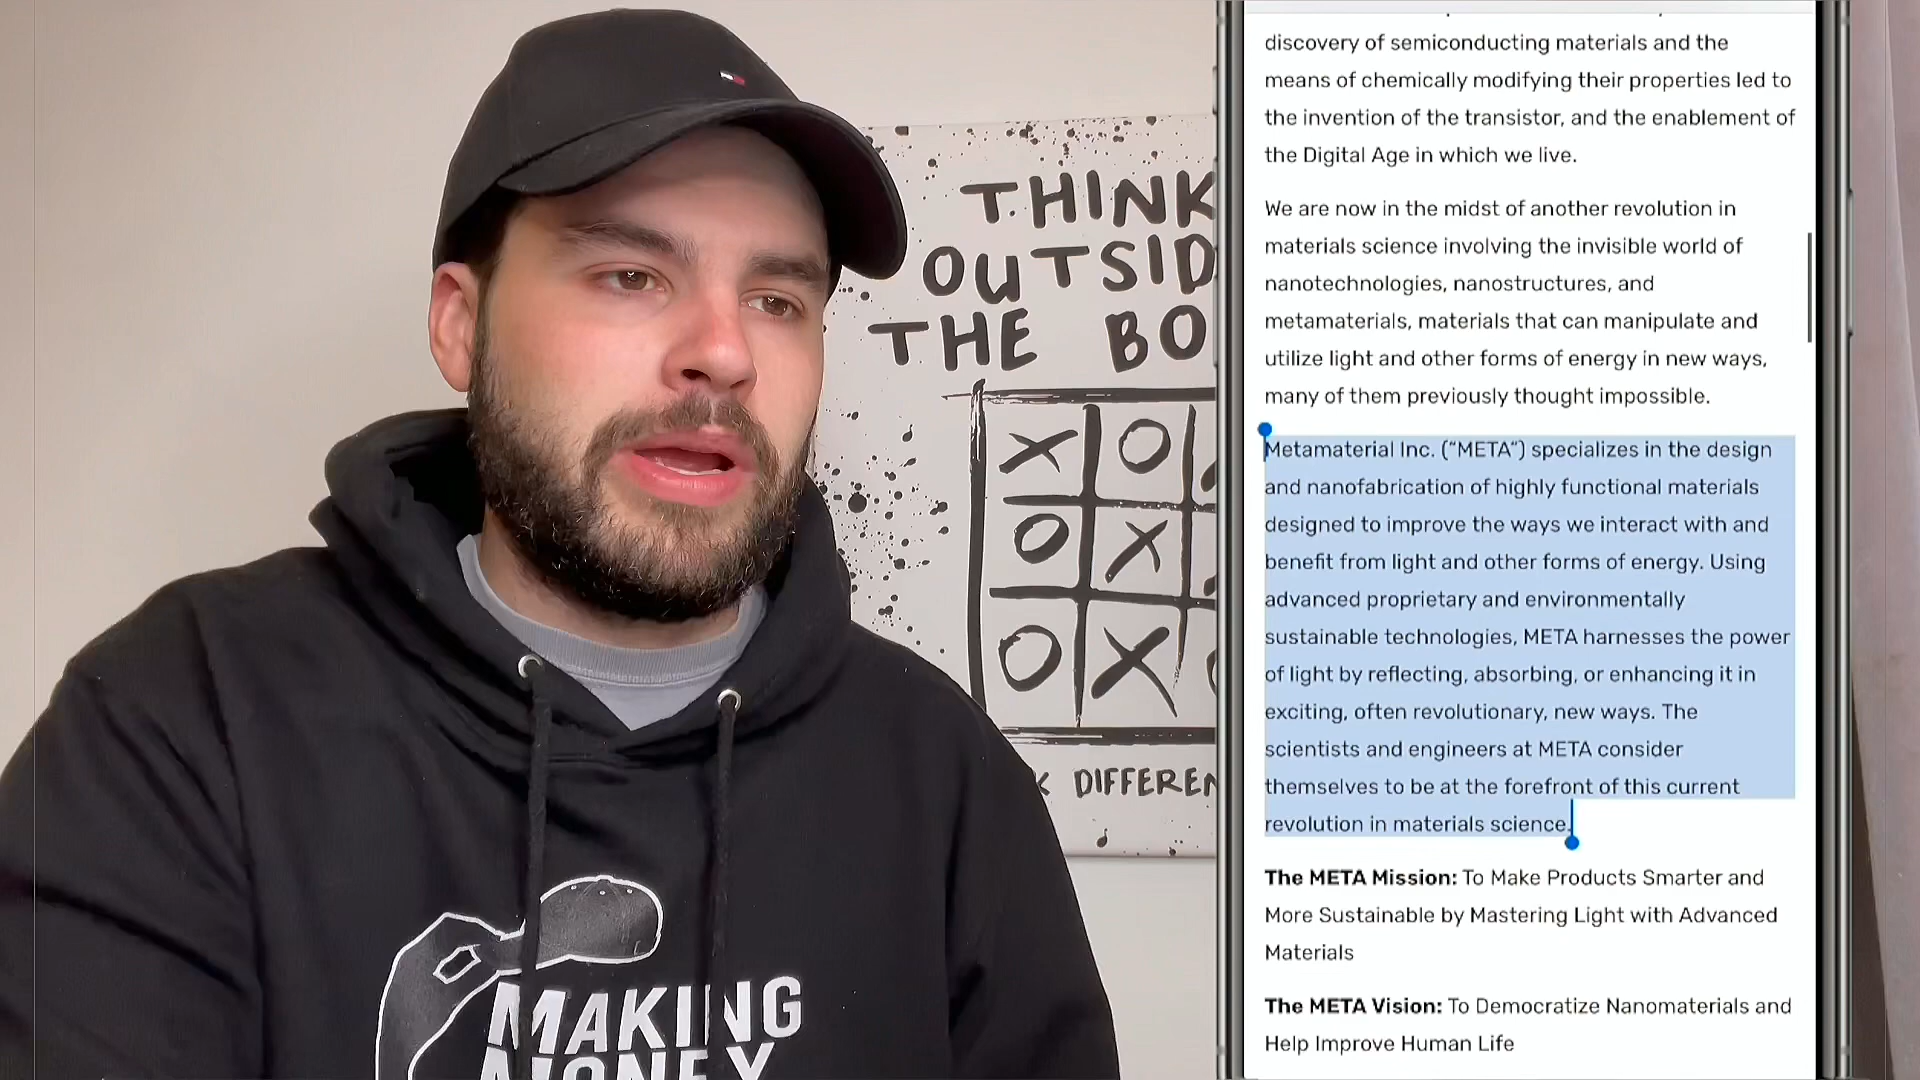 THINK
OUTSID
THE BO
X O
O X
O X
DIFFEREN
MAKING
MONEY
discovery of semiconducting materials and the
means of chemically modifying their properties led to
the invention of the transistor, and the enablement of
the Digital Age in which we live.
We are now in the midst of another revolution in
materials science involving the invisible world of
nanotechnologies, nanostructures, and
metamaterials, materials that can manipulate and
utilize light and other forms of energy in new ways,
many of them previously thought impossible.
Metamaterial Inc. (“META”) specializes in the design
and nanofabrication of highly functional materials
designed to improve the ways we interact with and
benefit from light and other forms of energy. Using
advanced proprietary and environmentally
sustainable technologies, META harnesses the power
of light by reflecting, absorbing, or enhancing it in
exciting, often revolutionary, new ways. The
scientists and engineers at META consider
themselves to be at the forefront of this current
revolution in materials science.
The META Mission: To Make Products Smarter and
More Sustainable by Mastering Light with Advanced
Materials
The META Vision: To Democratize Nanomaterials and
Help Improve Human Life